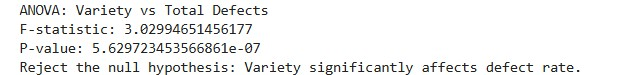 ANOVA: Variety vs Total Defects
F-statistic: 3.02994651456177
P-value: 5.629723453566861e-07
Reject the null hypothesis: Variety significantly affects defect rate.